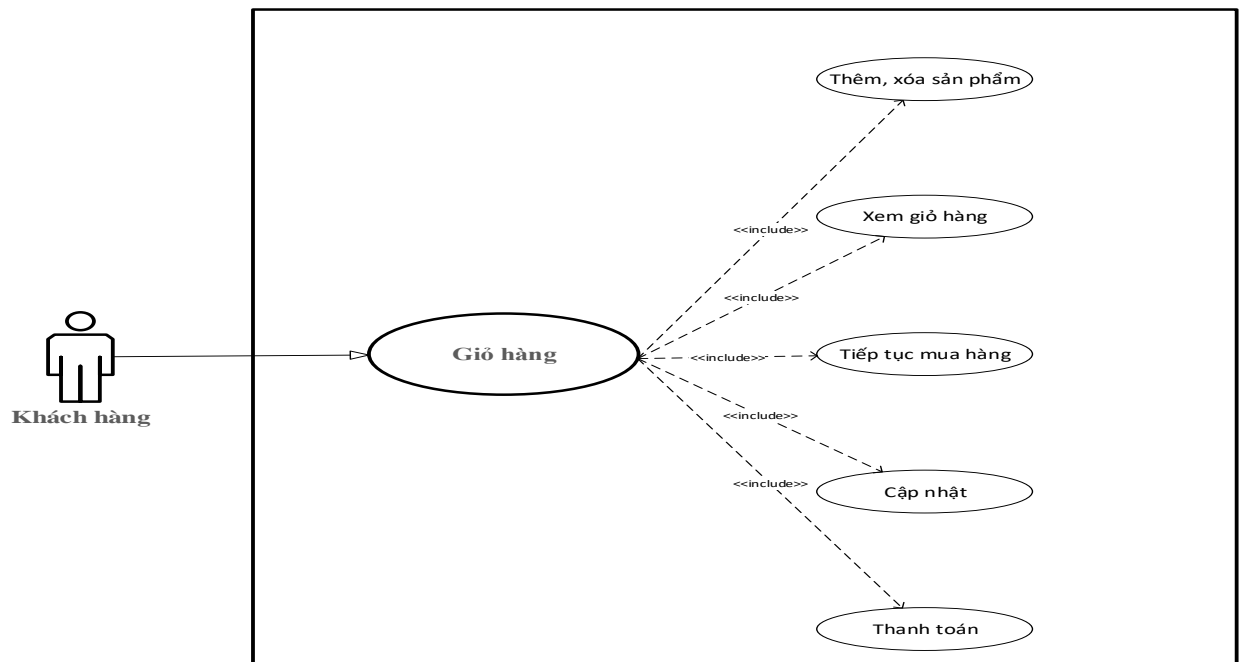 Thêm, xóa sản phẩm
Xem giỏ hàng
<<include>>
<<include>>
Giỏ hàng
<<include>>
Tiếp tục mua hàng
Khách hàng
<<include>>
<<include>>
Cập nhật
Thanh toán